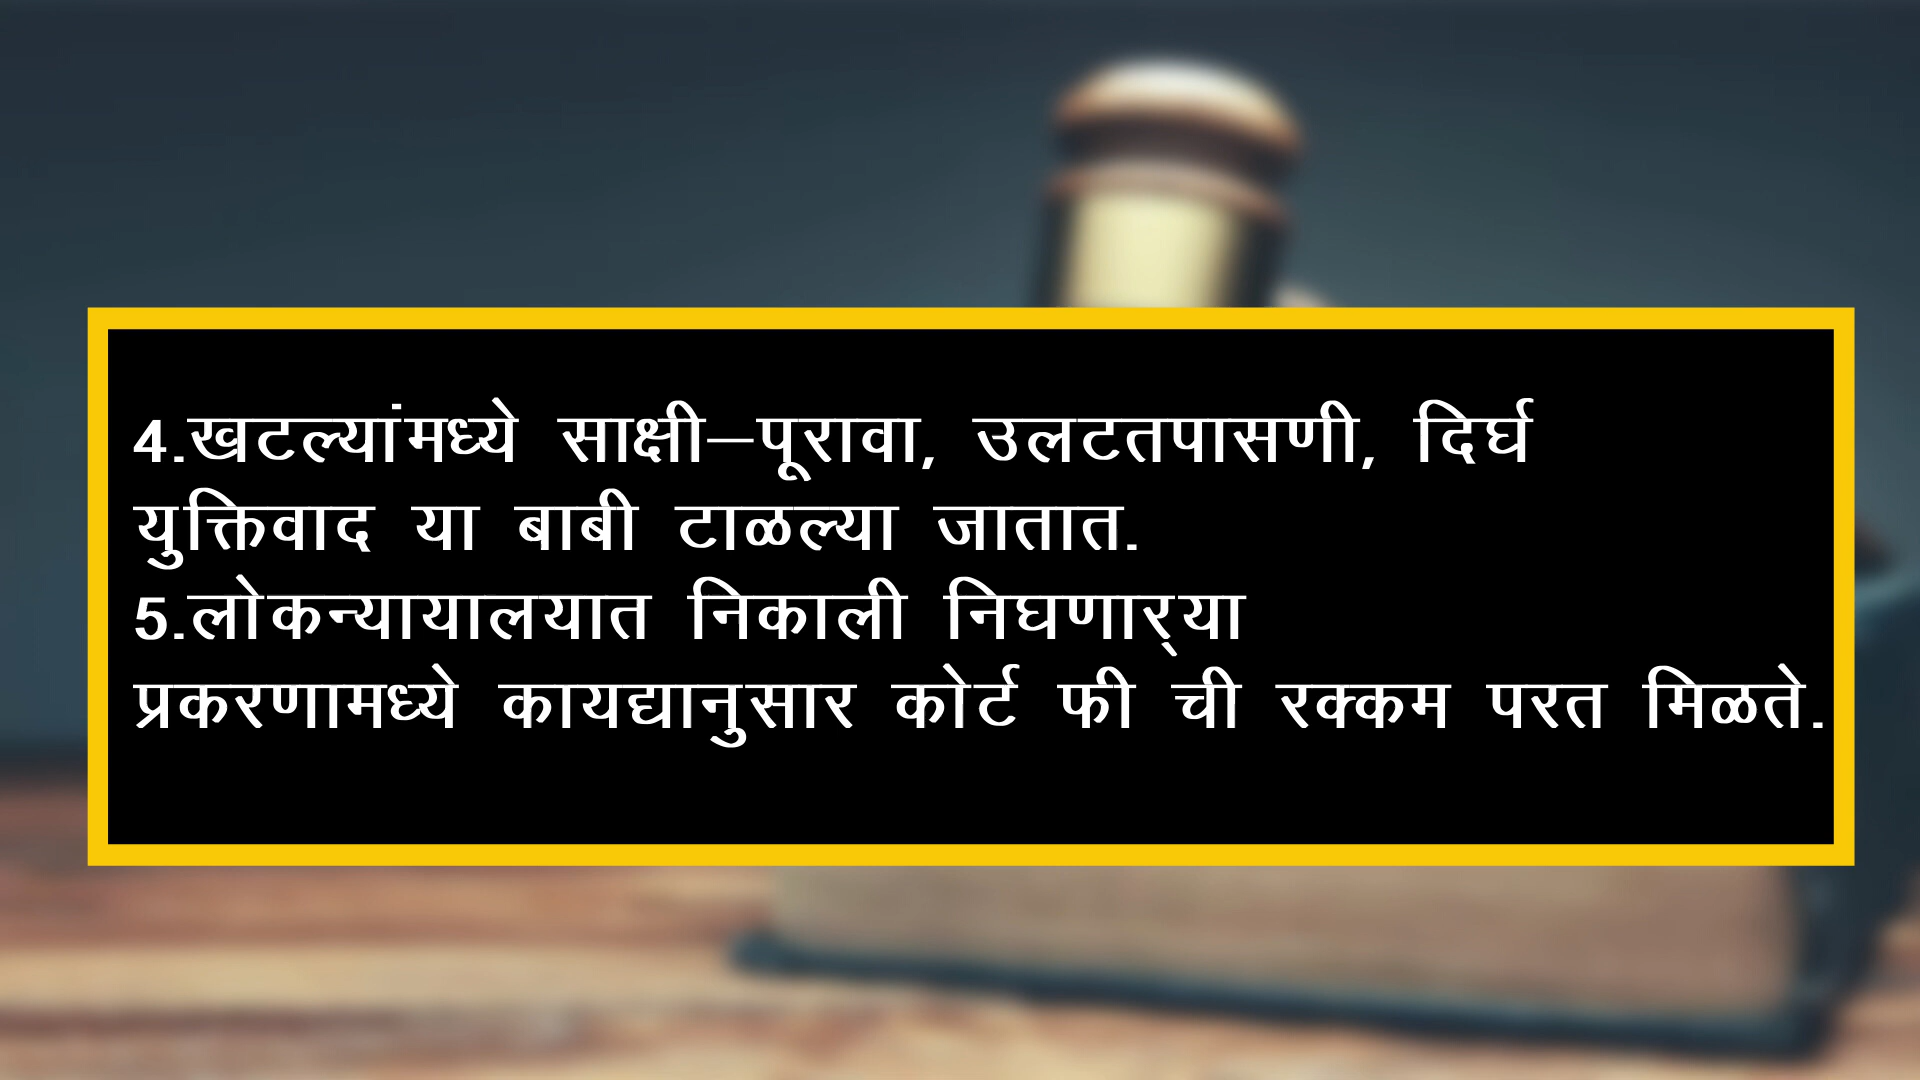 4.खटल्यांमध्ये साक्षी–पूरावा, उलटतपासणी, दिर्घ
युक्तिवाद या बाबी टाळल्या जातात.
5.लोकन्यायालयात निकाली निघणार्‍या
प्रकरणामध्ये कायद्यानुसार कोर्ट फी ची रक्कम परत मिळते.